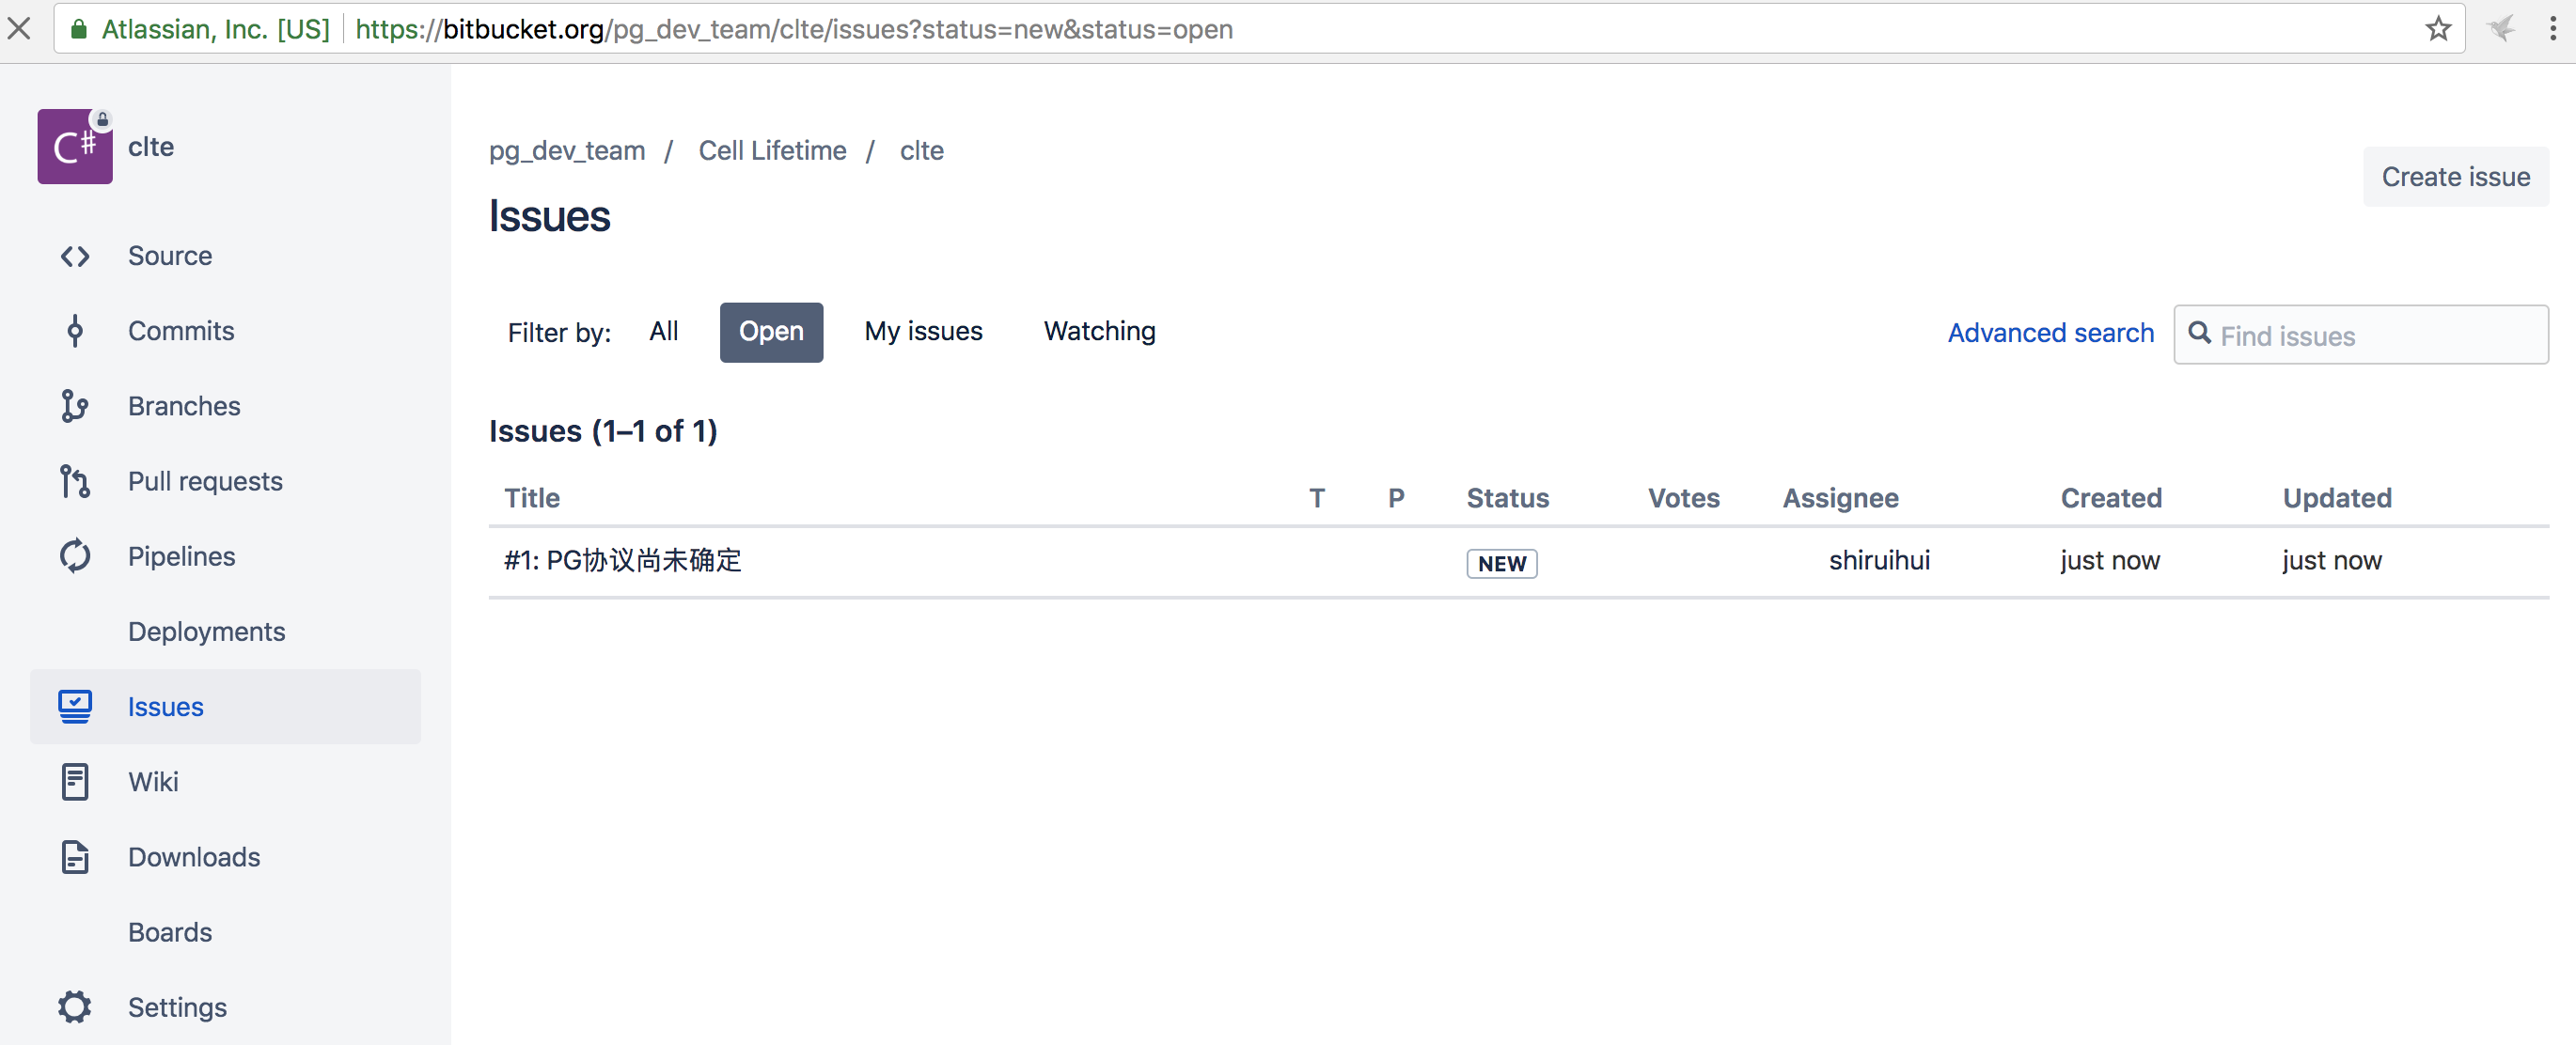 Atlassian, Inc. [US] https://bitbucket.org/pg_dev_team/clte/issues?status=new&status=open
C# clte
Source
Commits
Branches
Pull requests
Pipelines
Deployments
Issues
Wiki
Downloads
Boards
Settings
pg_dev_team / Cell Lifetime / clte
Create issue
Issues
Filter by: All Open My issues Watching Advanced search Find issues
Issues (1–1 of 1)
Title T P Status Votes Assignee Created Updated
#1: PG协议尚未确定 NEW shiruihui just now just now